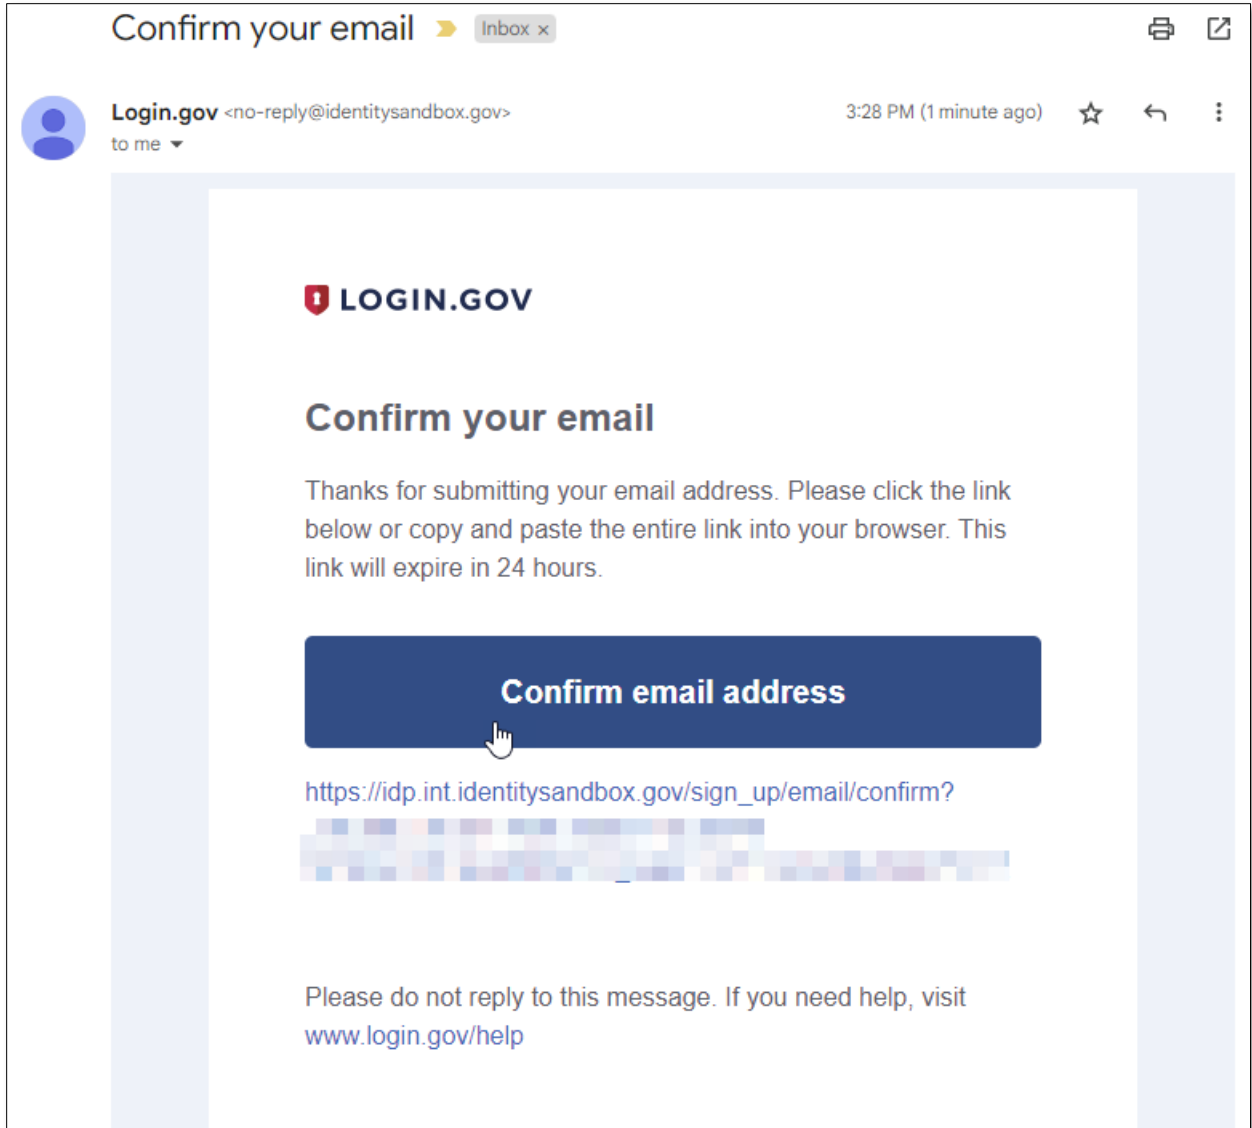 Confirm your email Inbox ×
Login.gov <no-reply@identitysandbox.gov> 3:28 PM (1 minute ago)
to me
LOGIN.GOV
Confirm your email
Thanks for submitting your email address. Please click the link
below or copy and paste the entire link into your browser. This
link will expire in 24 hours.
Confirm email address
https://idp.int.identitysandbox.gov/sign_up/email/confirm?
Please do not reply to this message. If you need help, visit
www.login.gov/help